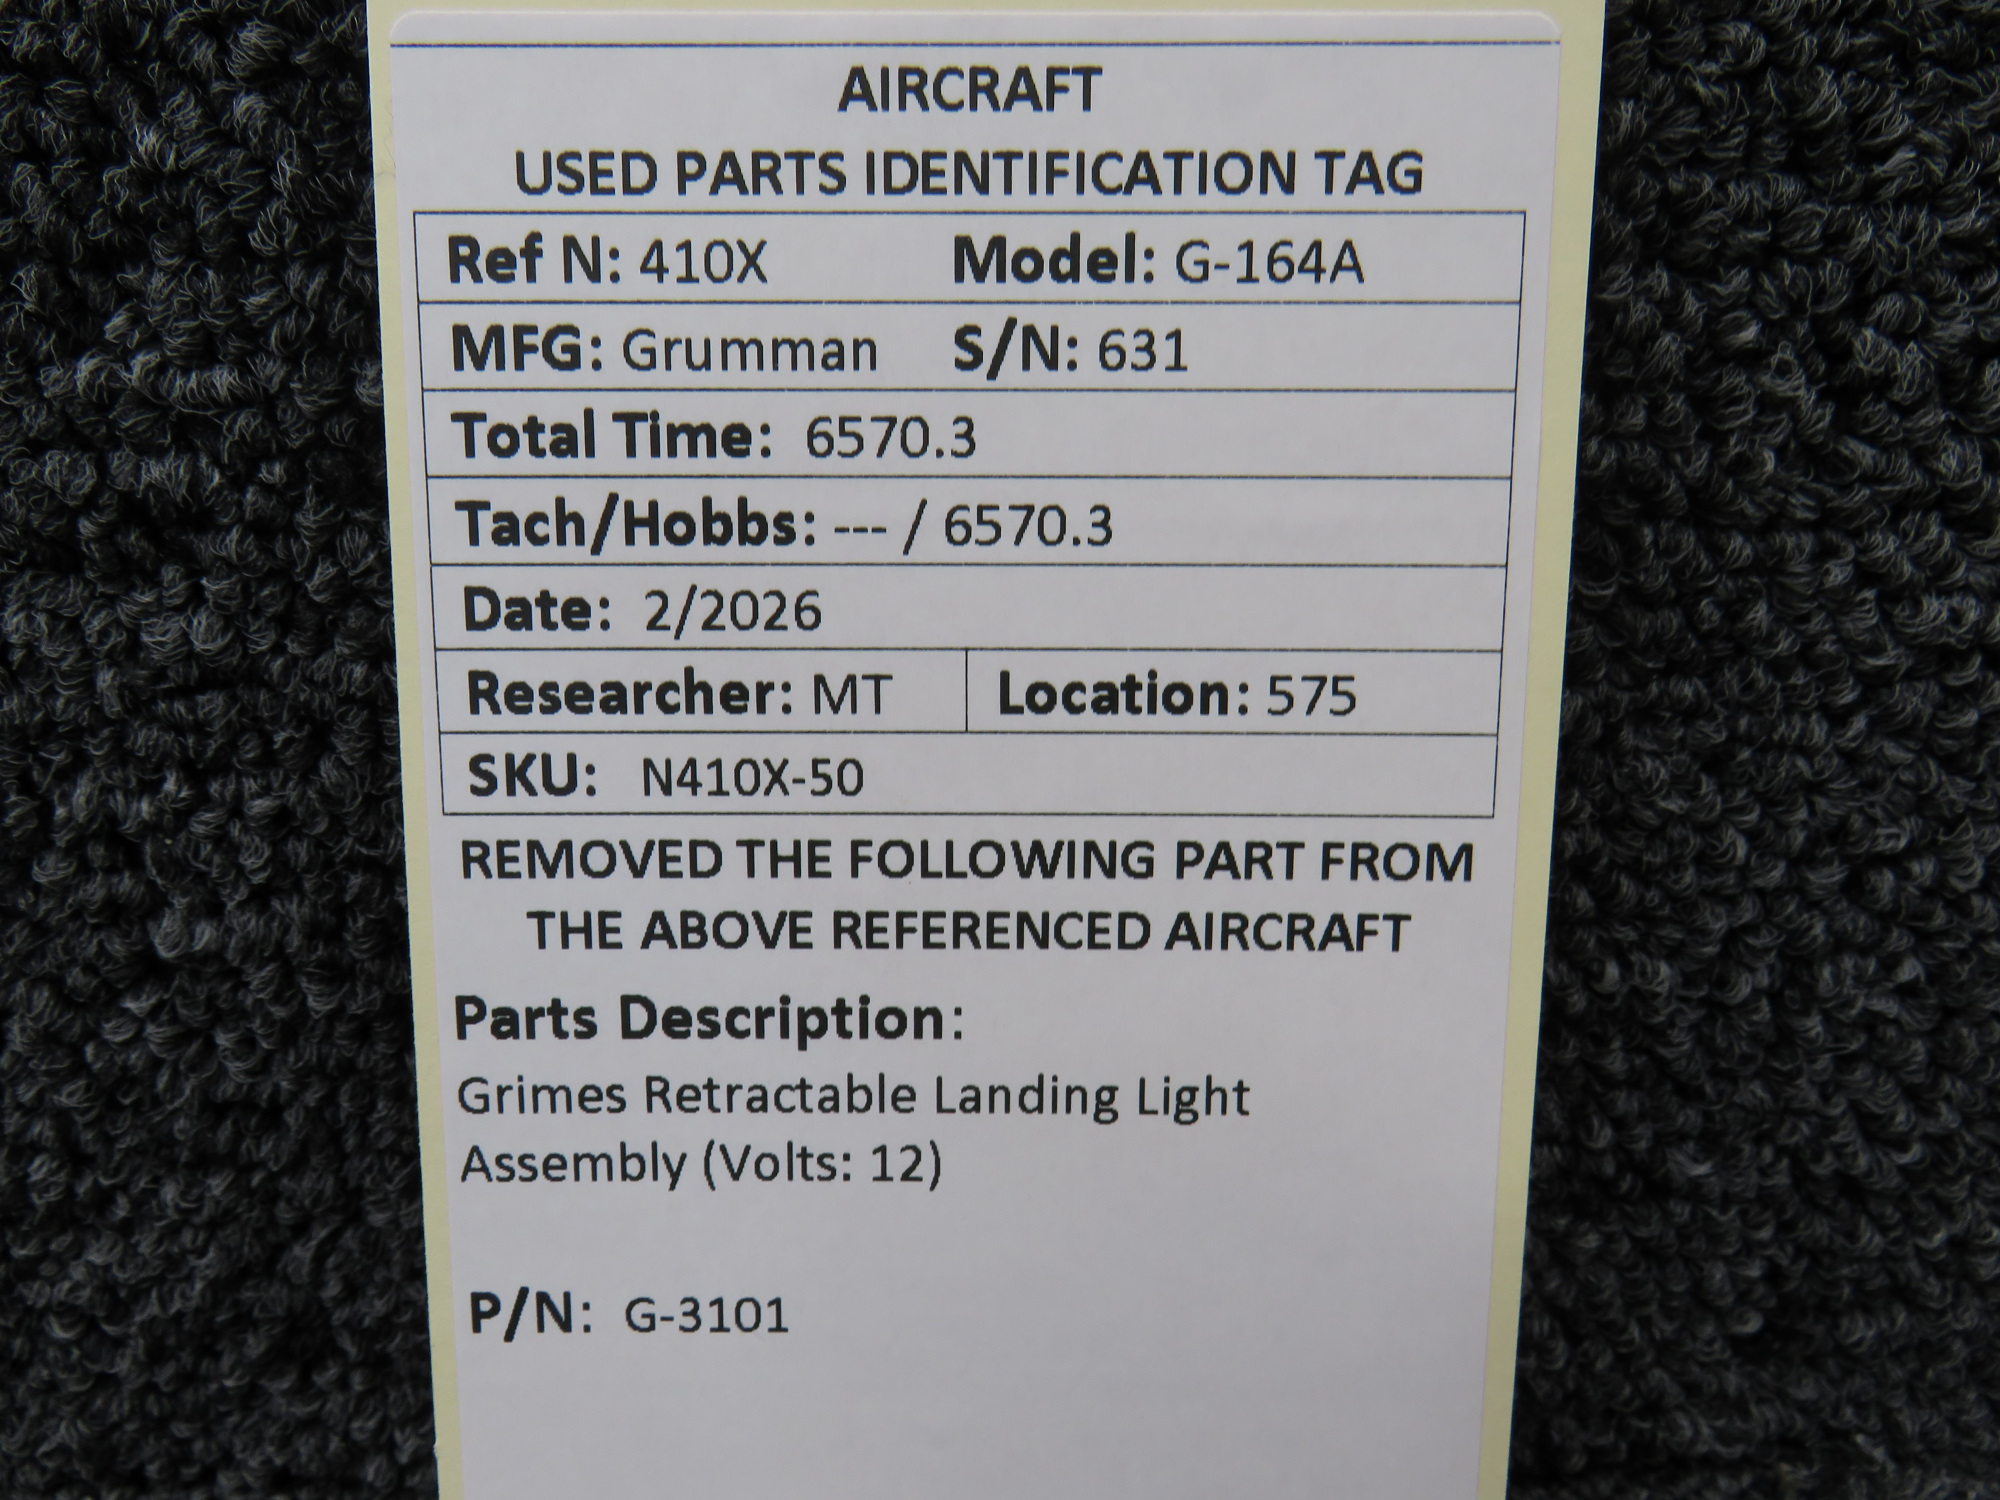 AIRCRAFT
USED PARTS IDENTIFICATION TAG
Ref N: 410X Model: G-164A
MFG: Grumman S/N: 631
Total Time: 6570.3
Tach/Hobbs: --- / 6570.3
Date: 2/2026
Researcher: MT Location: 575
SKU: N410X-50
REMOVED THE FOLLOWING PART FROM
THE ABOVE REFERENCED AIRCRAFT
Parts Description:
Grimes Retractable Landing Light
Assembly (Volts: 12)
P/N: G-3101